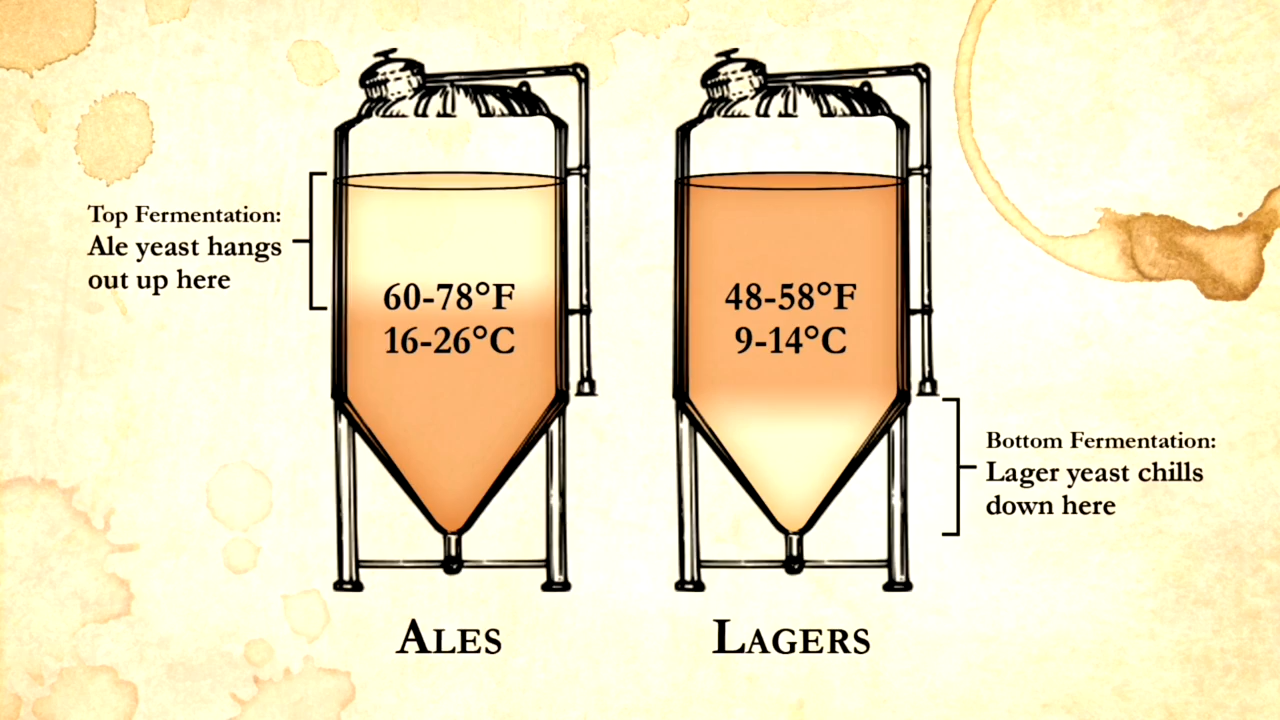 Top Fermentation:
Ale yeast hangs
out up here
60-78°F
16-26°C
48-58°F
9-14°C
Bottom Fermentation:
Lager yeast chills
down here
ALES
LAGERS